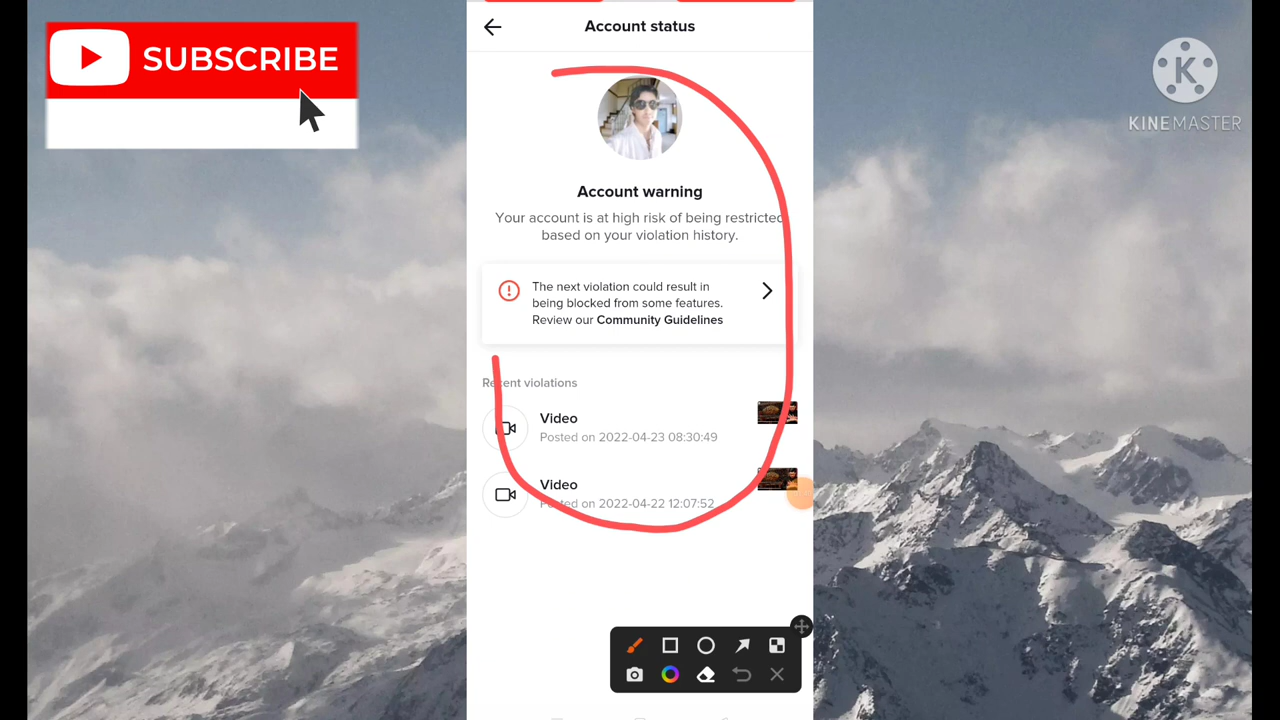 SUBSCRIBE
K
KINEMASTER
Account status
Account warning
Your account is at high risk of being restricted
based on your violation history.
The next violation could result in
being blocked from some features.
Review our Community Guidelines
Recent violations
Video
Posted on 2022-04-23 08:30:49
Video
Posted on 2022-04-22 12:07:52